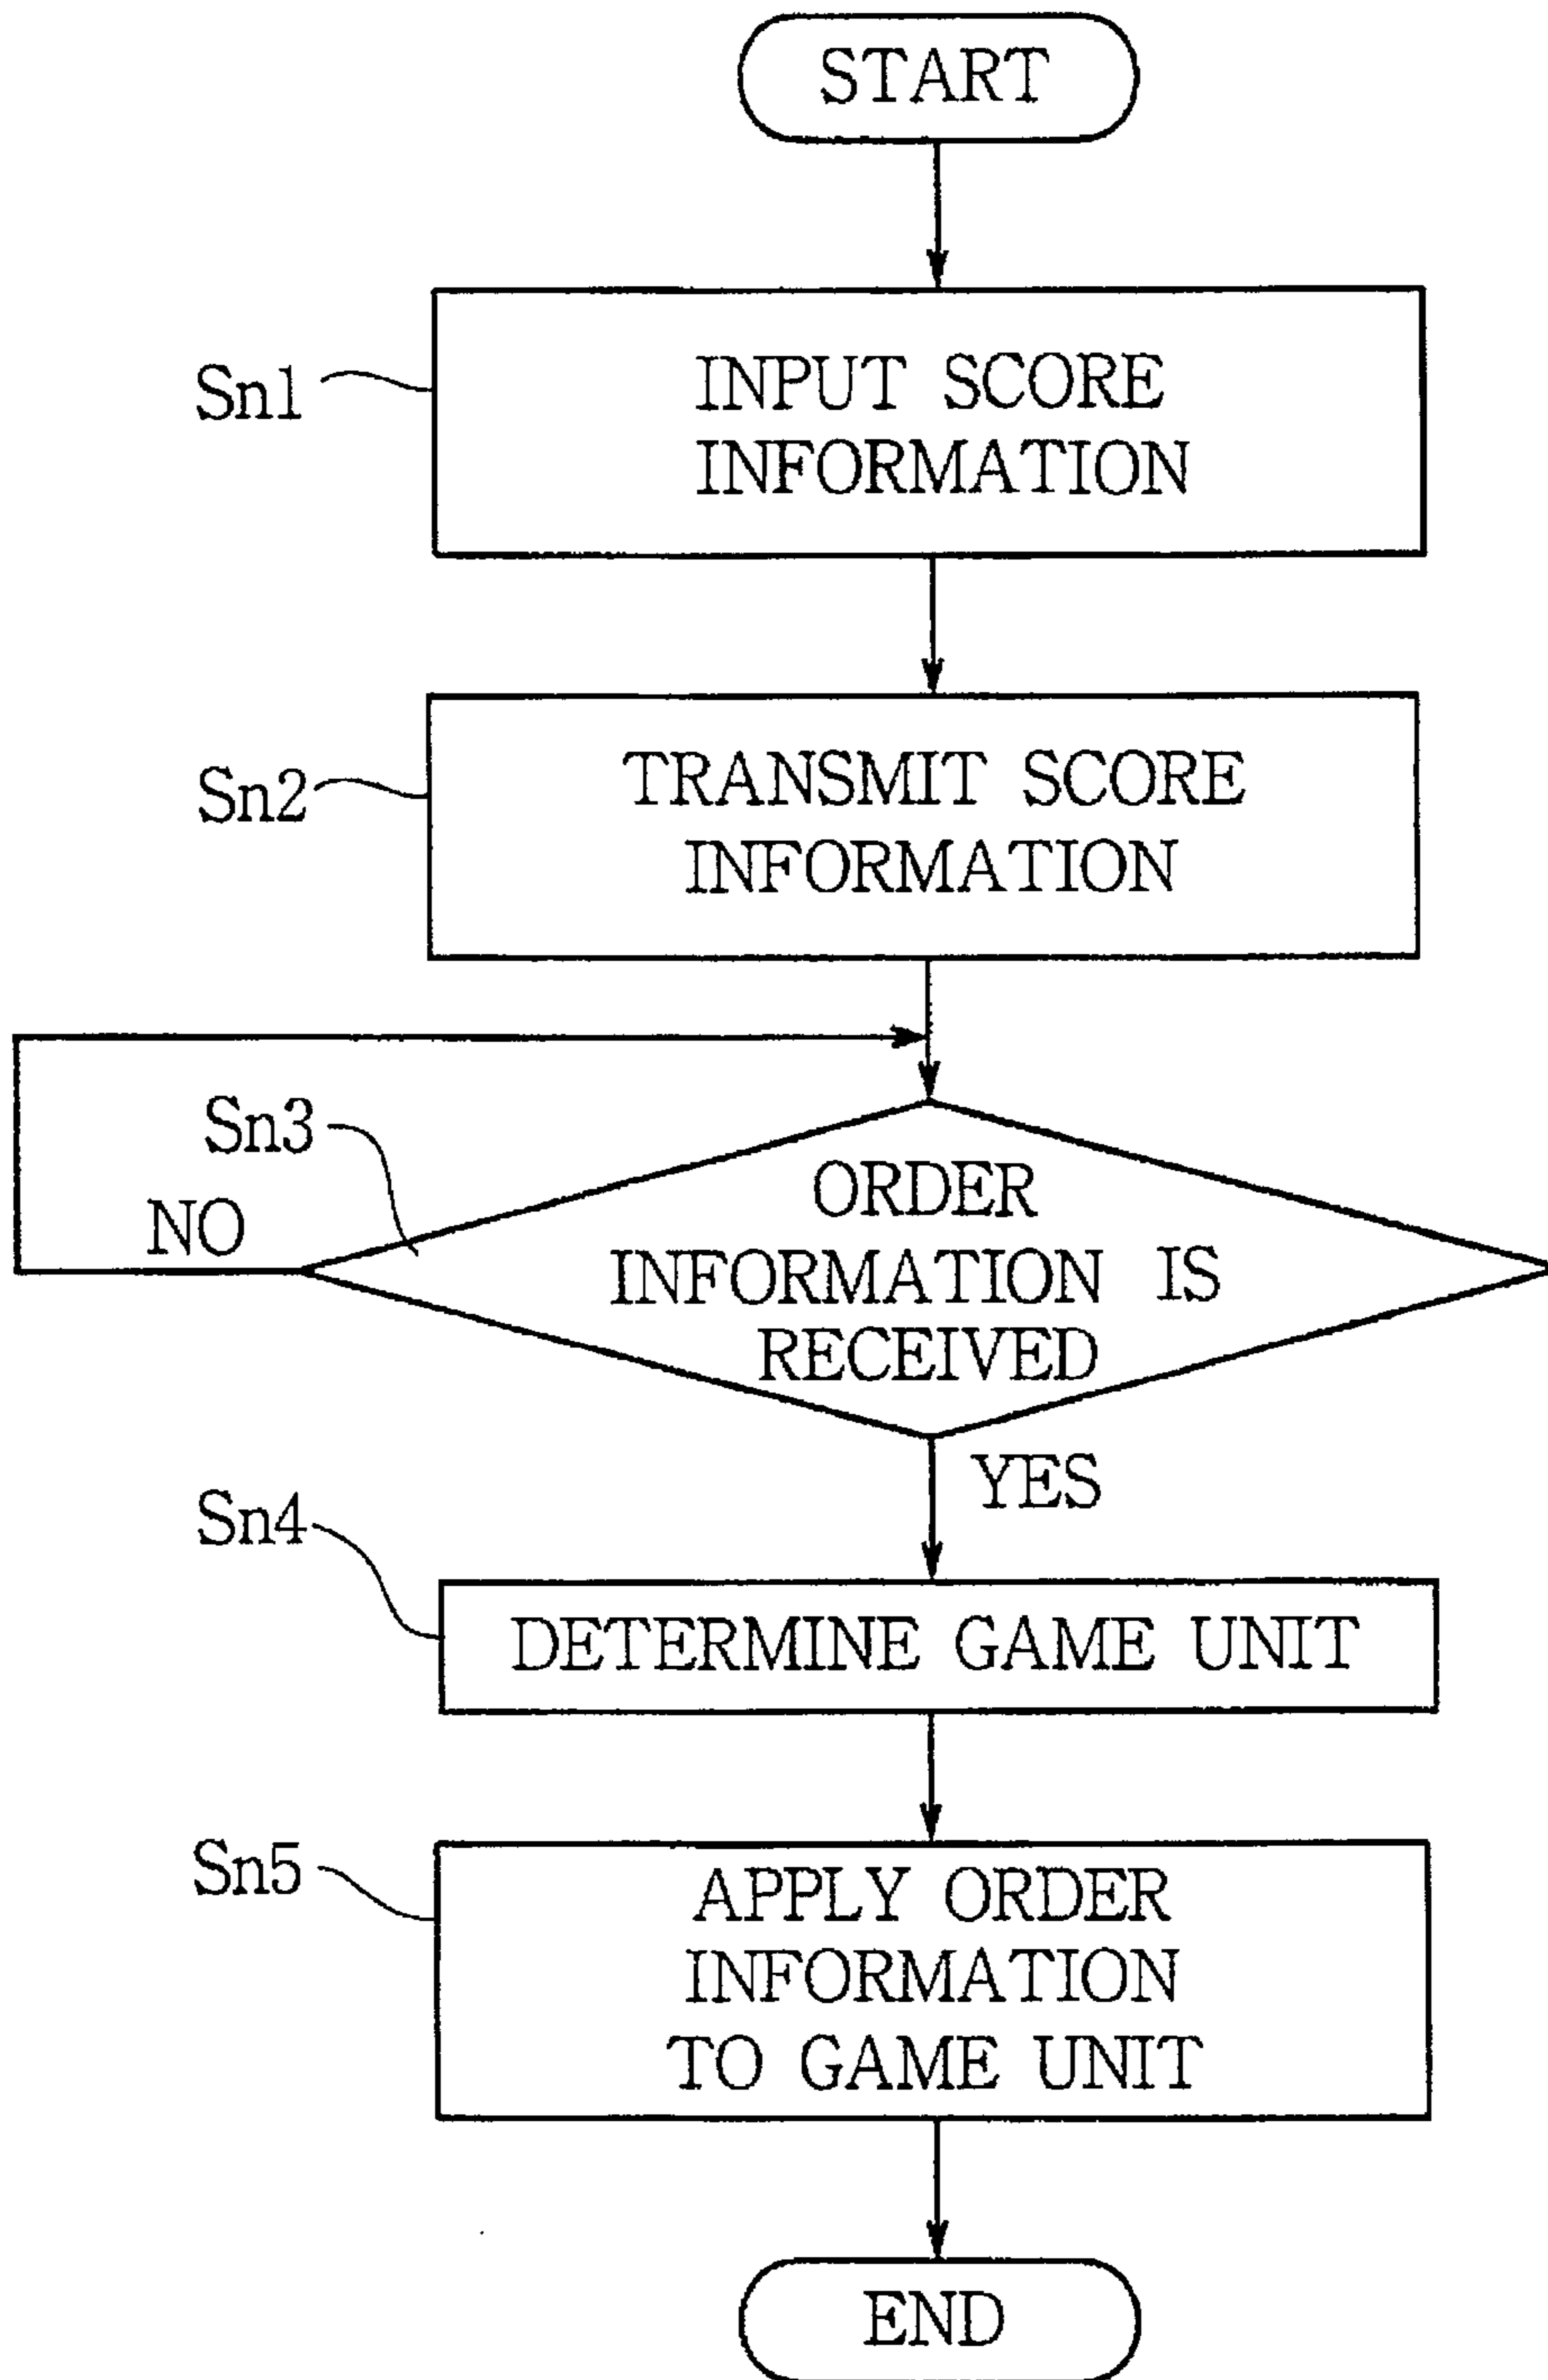 START
Sn1
INPUT SCORE
INFORMATION
Sn2
TRANSMIT SCORE
INFORMATION
Sn3
NO
ORDER
INFORMATION IS
RECEIVED
YES
Sn4
DETERMINE GAME UNIT
Sn5
APPLY ORDER
INFORMATION
TO GAME UNIT
END